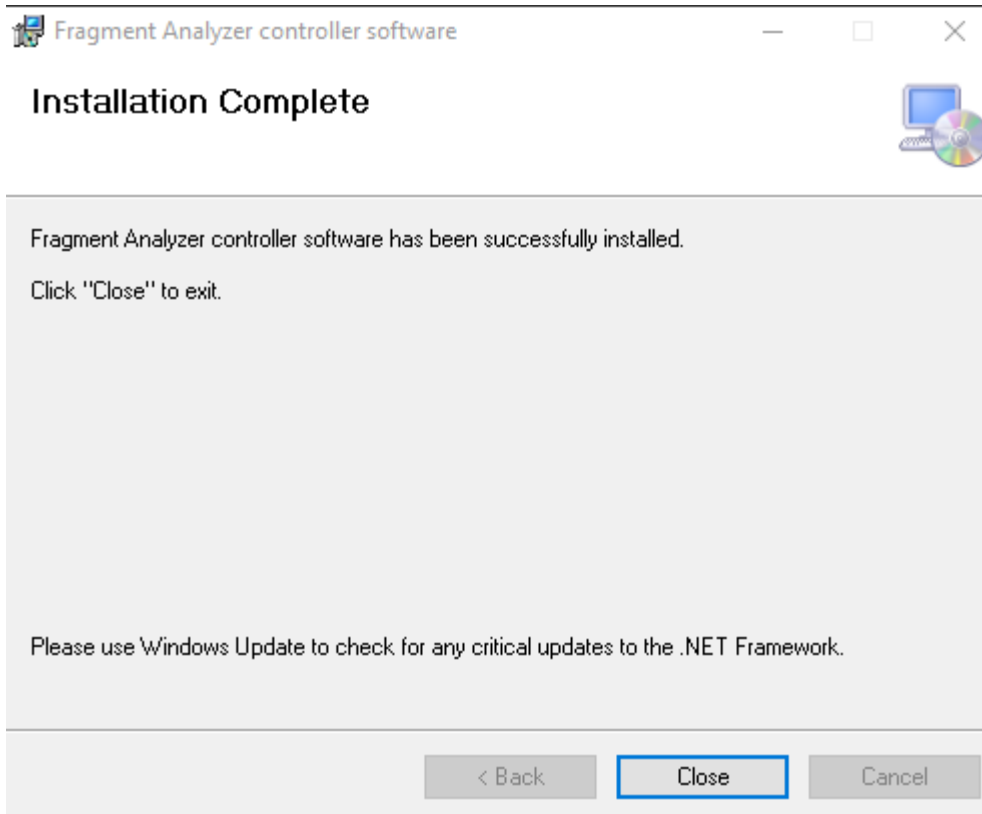 Fragment Analyzer controller software
Installation Complete
Fragment Analyzer controller software has been successfully installed.
Click "Close" to exit.
Please use Windows Update to check for any critical updates to the .NET Framework.
< Back
Close
Cancel